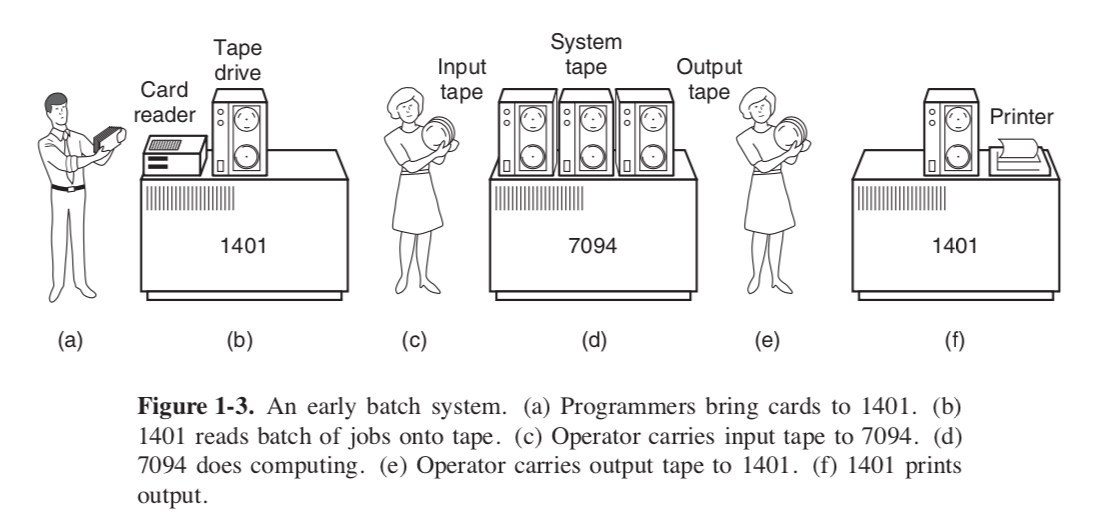 Tape
drive
Card
reader
1401
Input
tape
System
tape
7094
Output
tape
Printer
1401
(a)
(b)
(c)
(d)
(e)
(f)
Figure 1-3. An early batch system. (a) Programmers bring cards to 1401. (b)
1401 reads batch of jobs onto tape. (c) Operator carries input tape to 7094. (d)
7094 does computing. (e) Operator carries output tape to 1401. (f) 1401 prints
output.